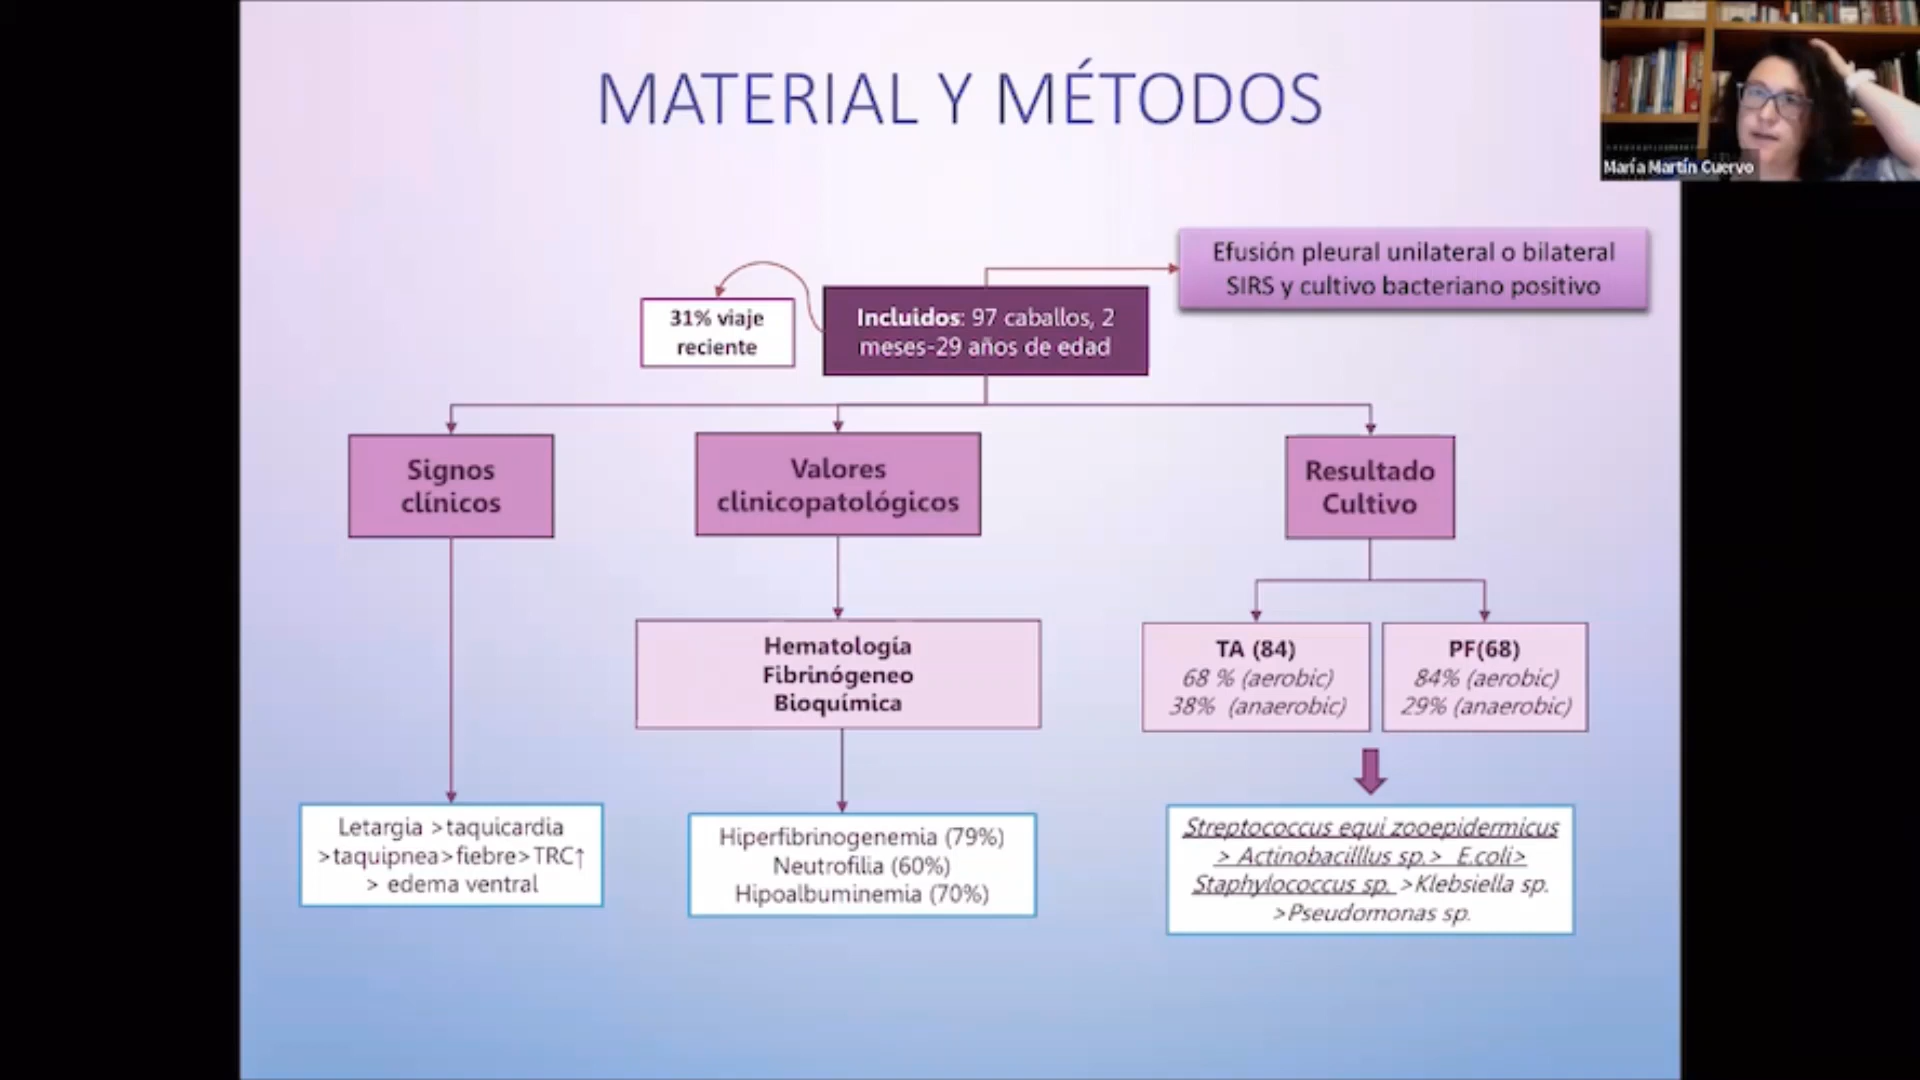 MATERIAL Y MÉTODOS
María Martín Cuervo
Efusión pleural unilateral o bilateral
SIRS y cultivo bacteriano positivo
31% viaje
reciente
Incluidos: 97 caballos, 2
meses-29 años de edad
Signos
clínicos
Valores
clinicopatológicos
Resultado
Cultivo
Hematología
Fibrinógeneo
Bioquímica
TA (84)
68 % (aerobic)
38% (anaerobic)
PF(68)
84% (aerobic)
29% (anaerobic)
Letargia >taquicardia
>taquipnea>fiebre>TRC↑
> edema ventral
Hiperfibrinogenemia (79%)
Neutrofilia (60%)
Hipoalbuminemia (70%)
Streptococcus equi zooepidermicus
> Actinobacilllus sp.> E.coli>
Staphylococcus sp. >Klebsiella sp.
>Pseudomonas sp.